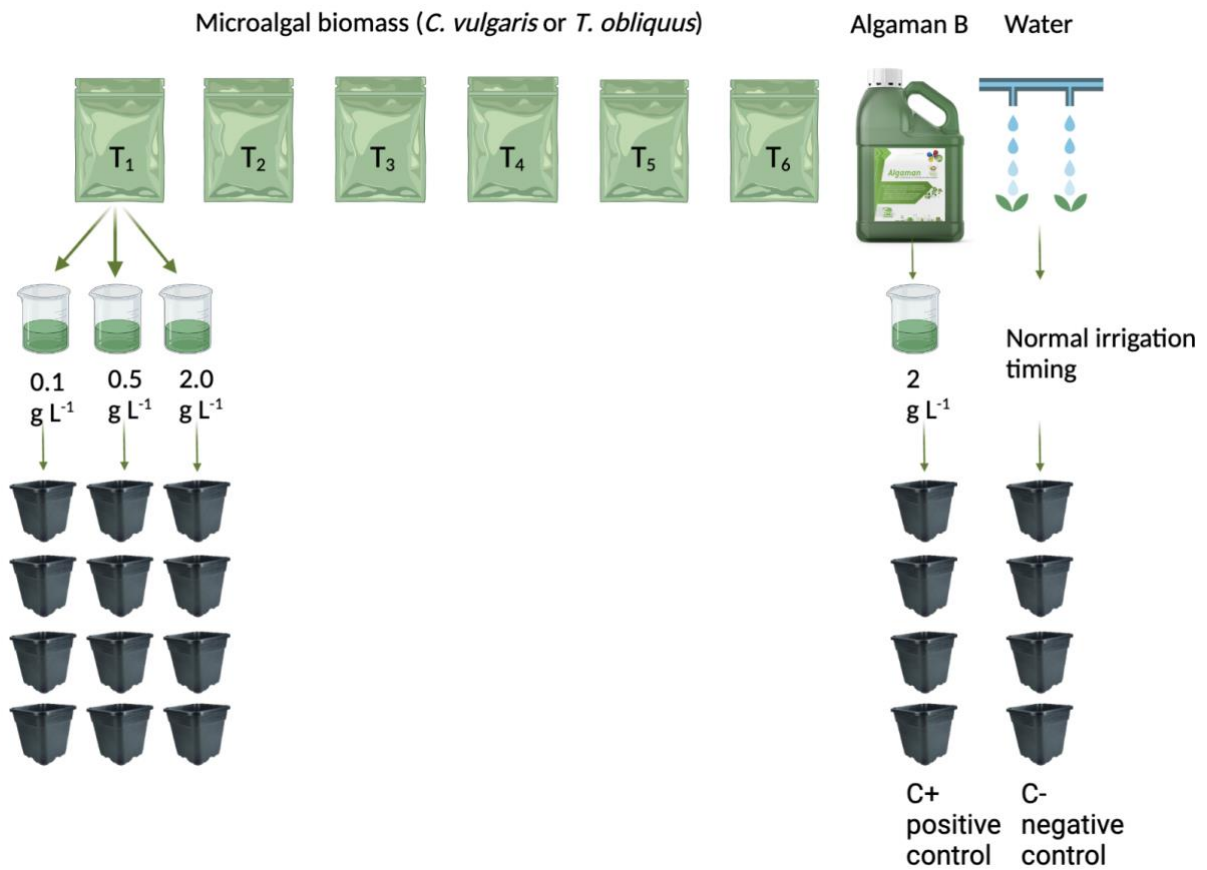 Microalgal biomass (C. vulgaris or T. obliquus)
Algaman B
Water
T1
T2
T3
T4
T5
T6
Algaman
0.1
g L-1
0.5
g L-1
2.0
g L-1
2
g L-1
Normal irrigation
timing
C+
positive
control
C-
negative
control